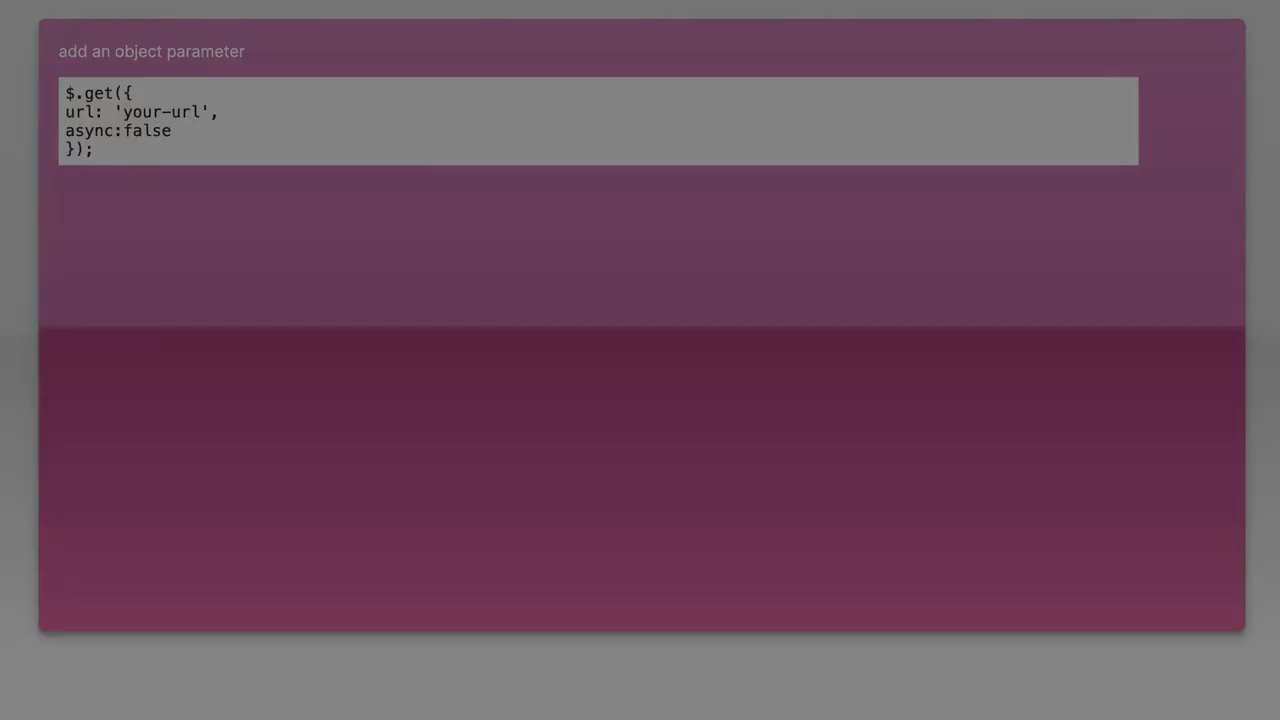 add an object parameter
$.get({
url: 'your-url',
async:false
});